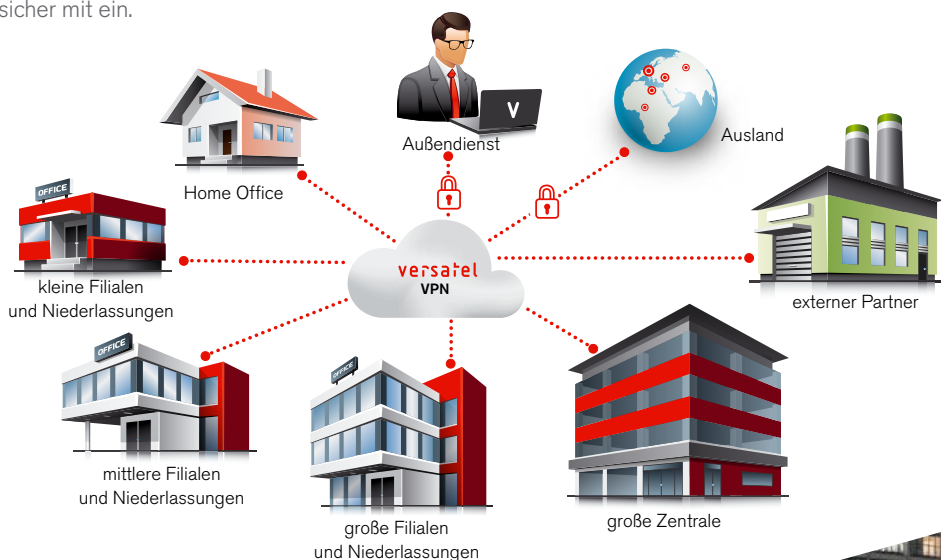 sicher mit ein.
V
Außendienst
Ausland
Home Office
OFFICE
kleine Filialen
und Niederlassungen
versatel
VPN
externer Partner
OFFICE
mittlere Filialen
und Niederlassungen
OFFICE
große Filialen
und Niederlassungen
große Zentrale